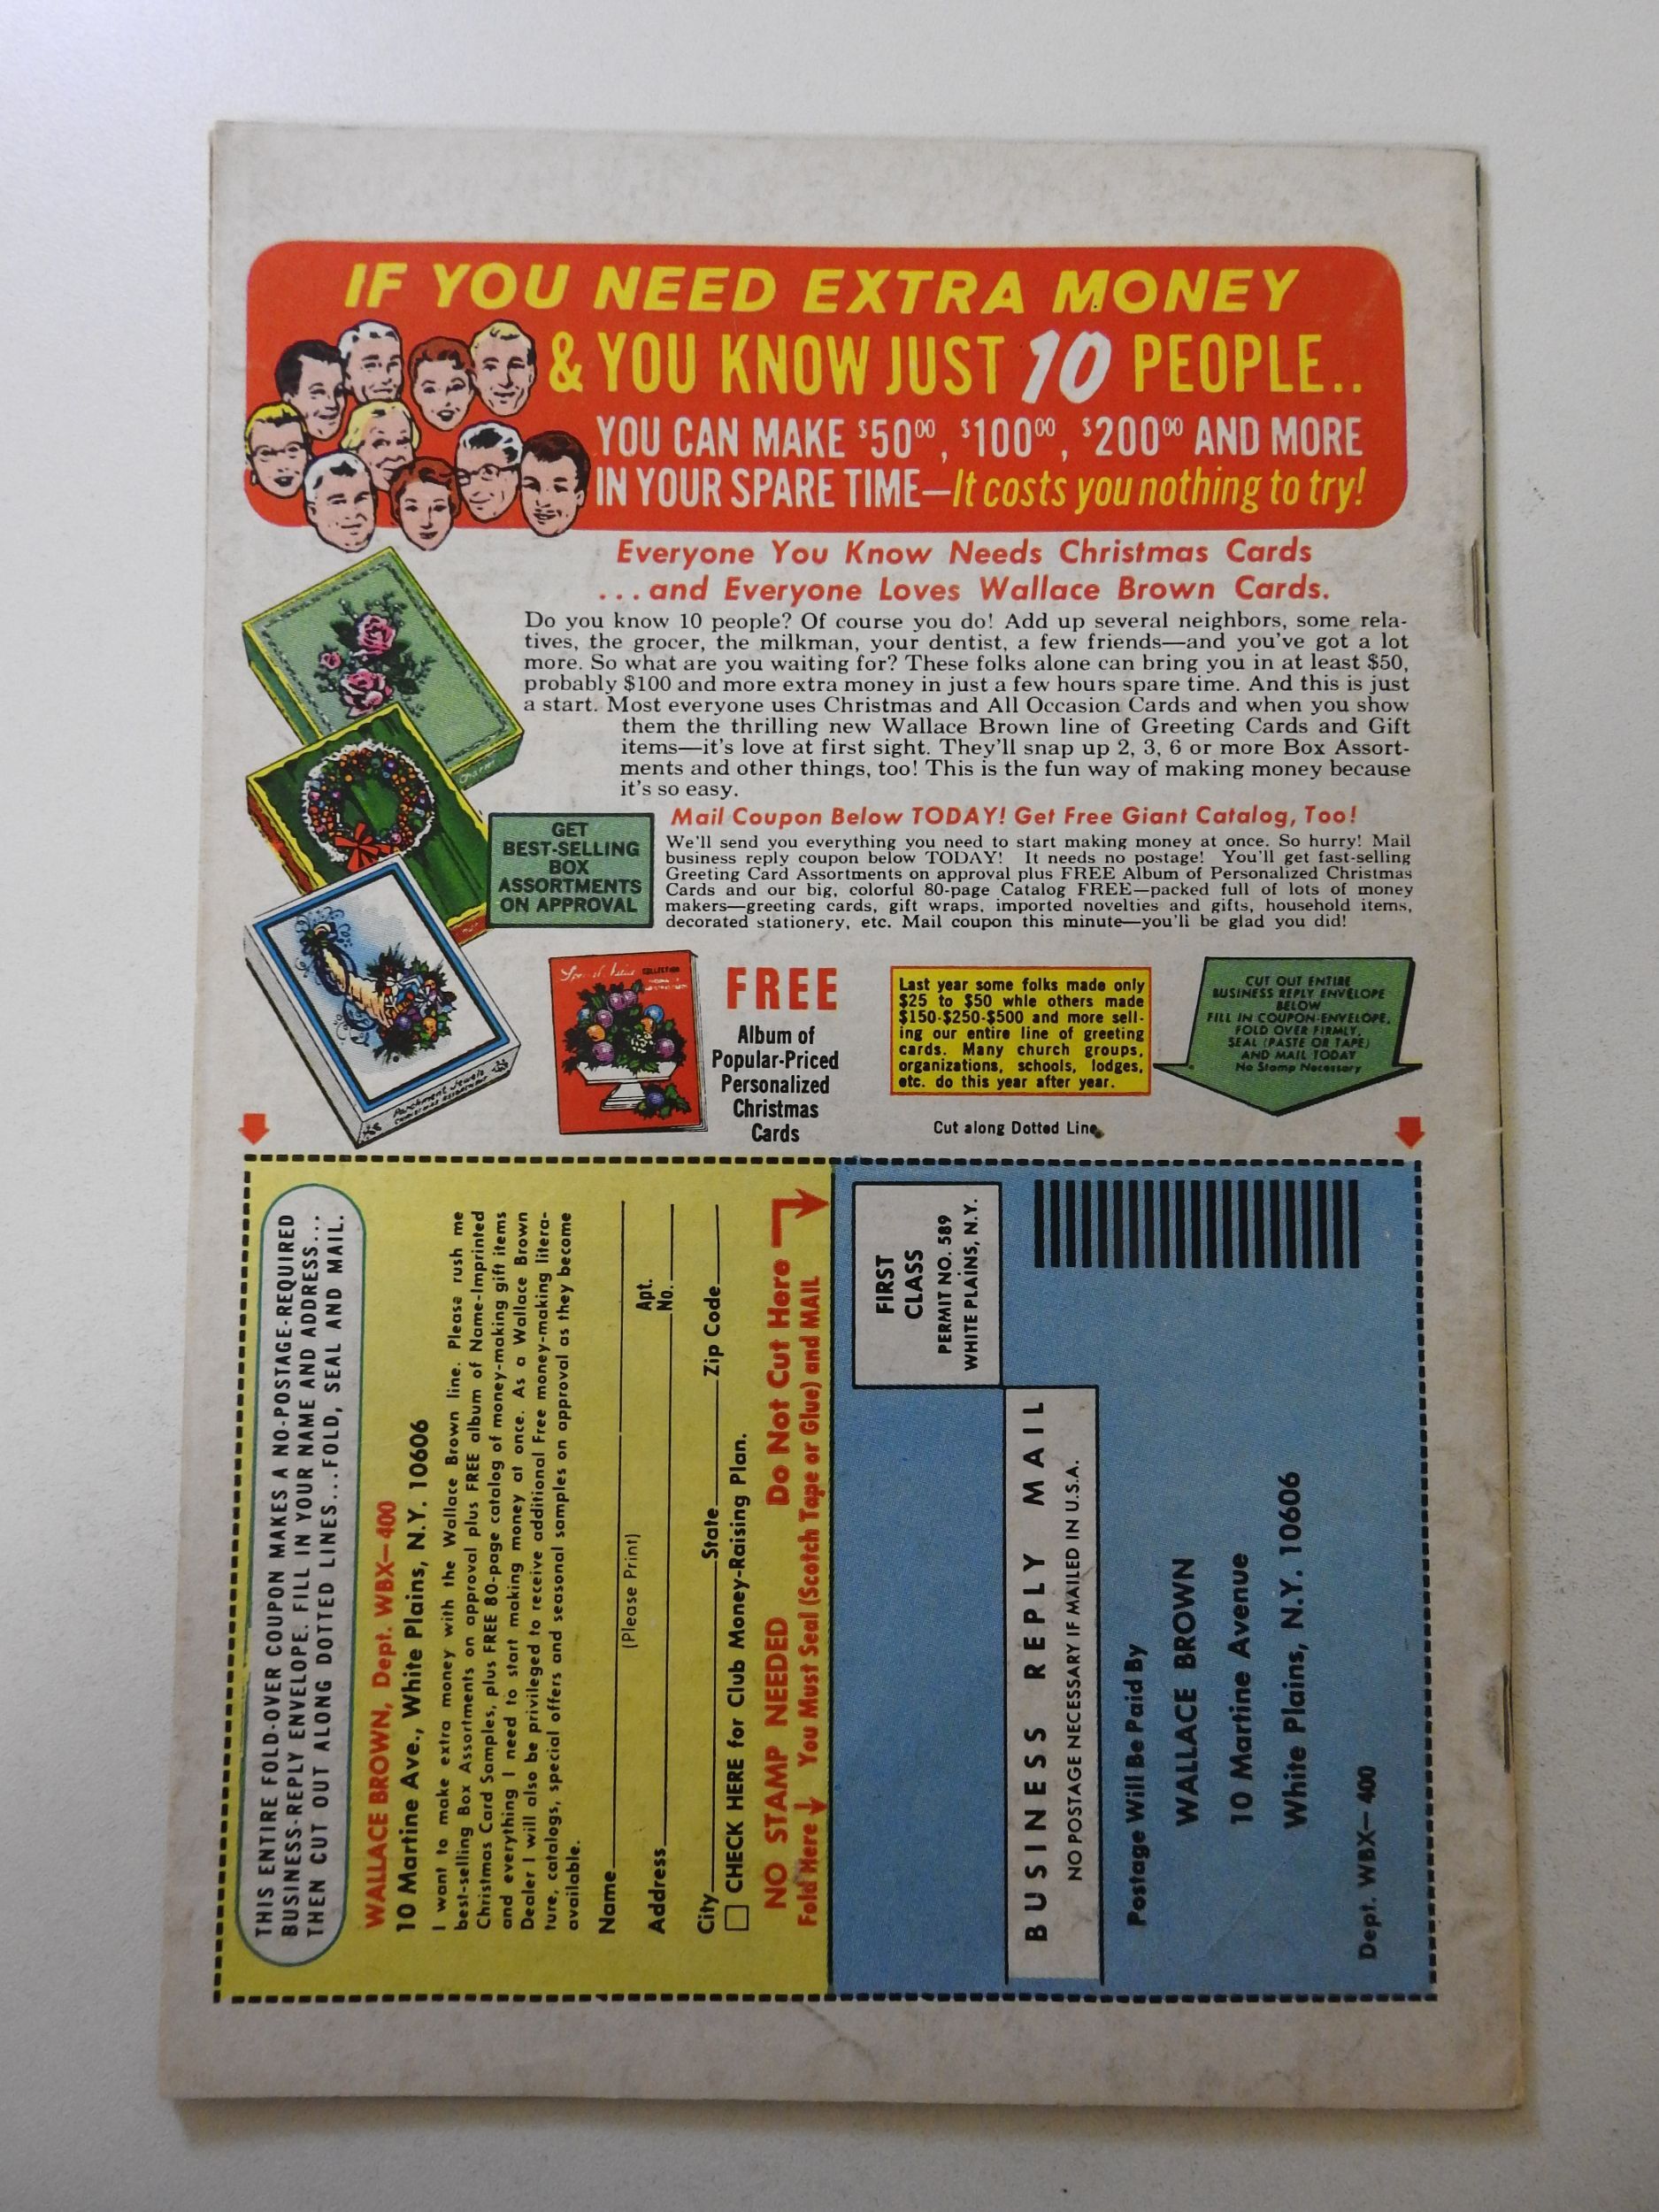 IF YOU NEED EXTRA MONEY
& YOU KNOW JUST 10 PEOPLE..
YOU CAN MAKE $50⁰⁰, $100⁰⁰, $200⁰⁰ AND MORE
IN YOUR SPARE TIME—It costs you nothing to try!
Everyone You Know Needs Christmas Cards
...and Everyone Loves Wallace Brown Cards.
Do you know 10 people? Of course you do! Add up several neighbors, some rela-
tives, the grocer, the milkman, your dentist, a few friends—and you've got a lot
more. So what are you waiting for? These folks alone can bring you in at least $50,
probably $100 and more extra money in just a few hours spare time. And this is just
a start. Most everyone uses Christmas and All Occasion Cards and when you show
them the thrilling new Wallace Brown line of Greeting Cards and Gift
items—it's love at first sight. They'll snap up 2, 3, 6 or more Box Assort-
ments and other things, too! This is the fun way of making money because
it's so easy.
Charm
GET
BEST-SELLING
BOX
ASSORTMENTS
ON APPROVAL
Mail Coupon Below TODAY! Get Free Giant Catalog, Too!
We'll send you everything you need to start making money at once. So hurry! Mail
business reply coupon below TODAY! It needs no postage! You'll get fast-selling
Greeting Card Assortments on approval plus FREE Album of Personalized Christmas
Cards and our big, colorful 80-page Catalog FREE—packed full of lots of money
makers—greeting cards, gift wraps, imported novelties and gifts, household items,
decorated stationery, etc. Mail coupon this minute—you'll be glad you did!
Parchment Jewels
COLLECTION
FREE
Album of
Popular-Priced
Personalized
Christmas
Cards
Last year some folks made only
$25 to $50 whle others made
$150-$250-$500 and more sell-
ing our entire line of greeting
cards. Many church groups,
organizations, schools, lodges,
etc. do this year after year.
CUT OUT ENTIRE
BUSINESS REPLY ENVELOPE
BELOW
FILL IN COUPON-ENVELOPE,
FOLD OVER FIRMLY,
SEAL (PASTE OR TAPE)
AND MAIL TODAY
No Stamp Necessary
Cut along Dotted Line
THIS ENTIRE FOLD-OVER COUPON MAKES A NO-POSTAGE-REQUIRED
BUSINESS-REPLY ENVELOPE. FILL IN YOUR NAME AND ADDRESS...
THEN CUT OUT ALONG DOTTED LINES...FOLD, SEAL AND MAIL.
WALLACE BROWN, Dept. WBX—400
10 Martine Ave., White Plains, N.Y. 10606
I want to make extra money with the Wallace Brown line. Please rush me
best-selling Box Assortments on approval plus FREE album of Name-Imprinted
Christmas Card Samples, plus FREE 80-page catalog of money-making gift items
and everything I need to start making money at once. As a Wallace Brown
Dealer I will also be privileged to receive additional Free money-making litera-
ture, catalogs, special offers and seasonal samples on approval as they become
available.
Name
(Please Print)
Address Apt. No.
City State Zip Code
CHECK HERE for Club Money-Raising Plan.
NO STAMP NEEDED Do Not Cut Here
Fold Here You Must Seal (Scotch Tape or Glue) and MAIL
FIRST
CLASS
PERMIT NO. 589
WHITE PLAINS, N.Y.
BUSINESS REPLY MAIL
NO POSTAGE NECESSARY IF MAILED IN U.S.A.
Postage Will Be Paid By
WALLACE BROWN
10 Martine Avenue
White Plains, N.Y. 10606
Dept. WBX—400